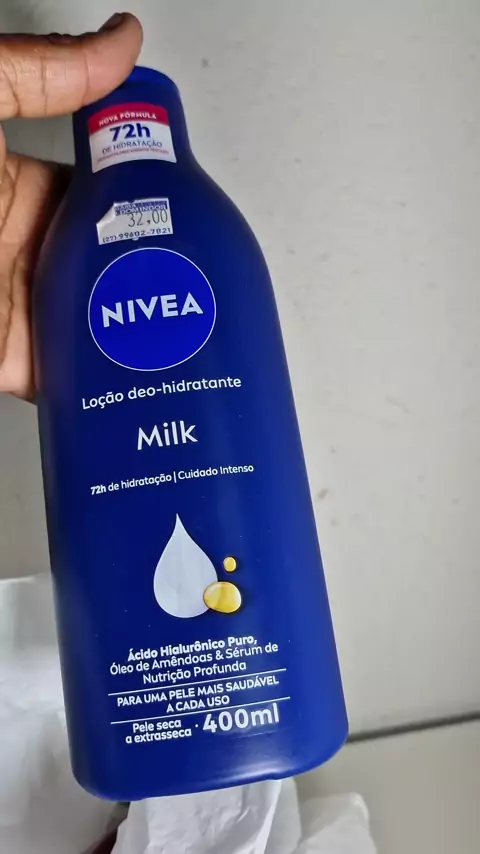 NOVA FÓRMULA
72h
DE HIDRATAÇÃO
32,00
(77) 99602-7821
NIVEA
Loção deo-hidratante
Milk
72h de hidratação | Cuidado Intenso
Ácido Hialurônico Puro,
Óleo de Amêndoas & Sérum de
Nutrição Profunda
PARA UMA PELE MAIS SAUDÁVEL
A CADA USO
Pele seca
a extrasseca · 400ml